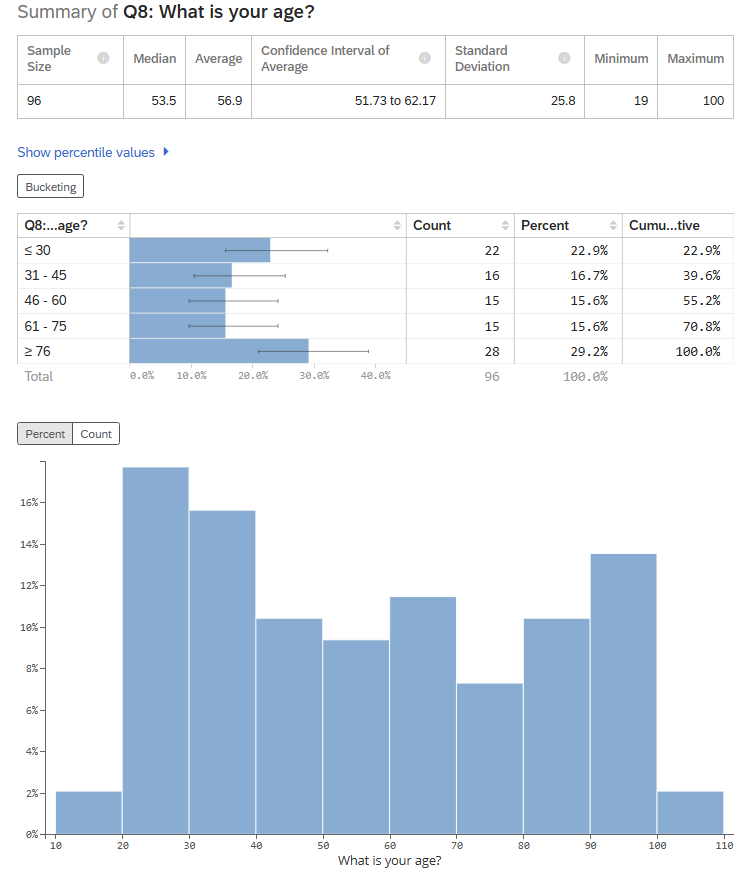 Summary of Q8: What is your age?
Sample Size Median Average Confidence Interval of Average Standard Deviation Minimum Maximum
96 53.5 56.9 51.73 to 62.17 25.8 19 100
Show percentile values
Bucketing
Q8:...age? Count Percent Cumu...tive
≤ 30 22 22.9% 22.9%
31 - 45 16 16.7% 39.6%
46 - 60 15 15.6% 55.2%
61 - 75 15 15.6% 70.8%
≥ 76 28 29.2% 100.0%
Total 0.0% 10.0% 20.0% 30.0% 40.0% 96 100.0%
Percent Count
16%
14%
12%
10%
8%
6%
4%
2%
0%
10 20 30 40 50 60 70 80 90 100 110
What is your age?